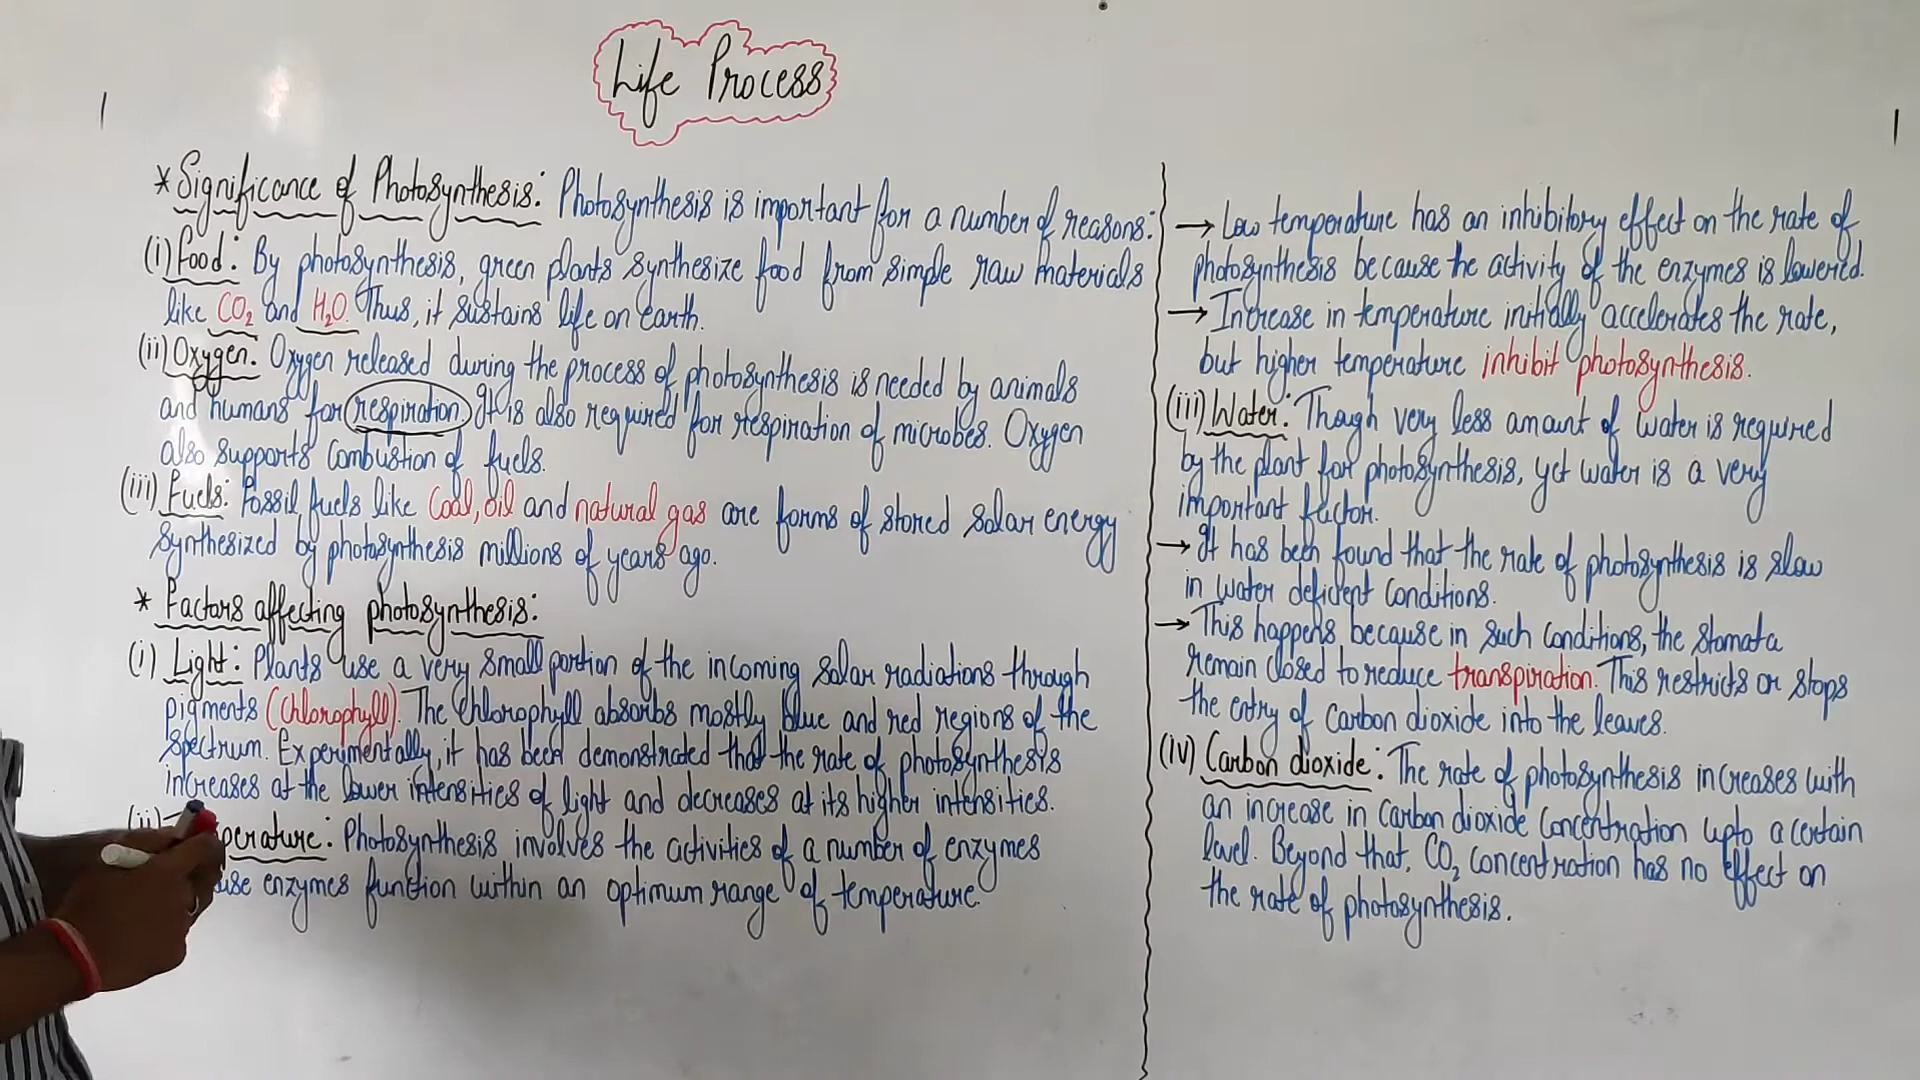 Life Process
*Significance of Photosynthesis: Photosynthesis is important for a number of reasons:
(i) Food: By photosynthesis, green plants synthesize food from simple raw materials
like CO₂ and H₂O. Thus, it sustains life on earth.
(ii) Oxygen: Oxygen released during the process of photosynthesis is needed by animals
and humans for respiration. It is also required for respiration of microbes. Oxygen
also supports combustion of fuels.
(iii) Fuels: Fossil fuels like Coal, oil and natural gas are forms of stored solar energy
synthesized by photosynthesis millions of years ago.
* Factors affecting photosynthesis:
(i) Light: Plants use a very small portion of the incoming solar radiations through
pigments (Chlorophyll). The Chlorophyll absorbs mostly blue and red regions of the
spectrum. Experimentally, it has been demonstrated that the rate of photosynthesis
increases at the lower intensities of light and decreases at its higher intensities.
(ii) perature: Photosynthesis involves the activities of a number of enzymes
use enzymes function within an optimum range of temperature.
→ Low temperature has an inhibitory effect on the rate of
photosynthesis because the activity of the enzymes is lowered.
→ Increase in temperature initially accelerates the rate,
but higher temperature inhibit photosynthesis.
(iii) Water: Though very less amount of water is required
by the plant for photosynthesis, yet water is a very
important factor.
→ It has been found that the rate of photosynthesis is slow
in water deficient conditions.
→ This happens because in such conditions, the stomata
remain closed to reduce transpiration. This restricts or stops
the entry of carbon dioxide into the leaves.
(iv) Carbon dioxide: The rate of photosynthesis increases with
an increase in carbon dioxide concentration upto a certain
level. Beyond that, CO₂ concentration has no effect on
the rate of photosynthesis.